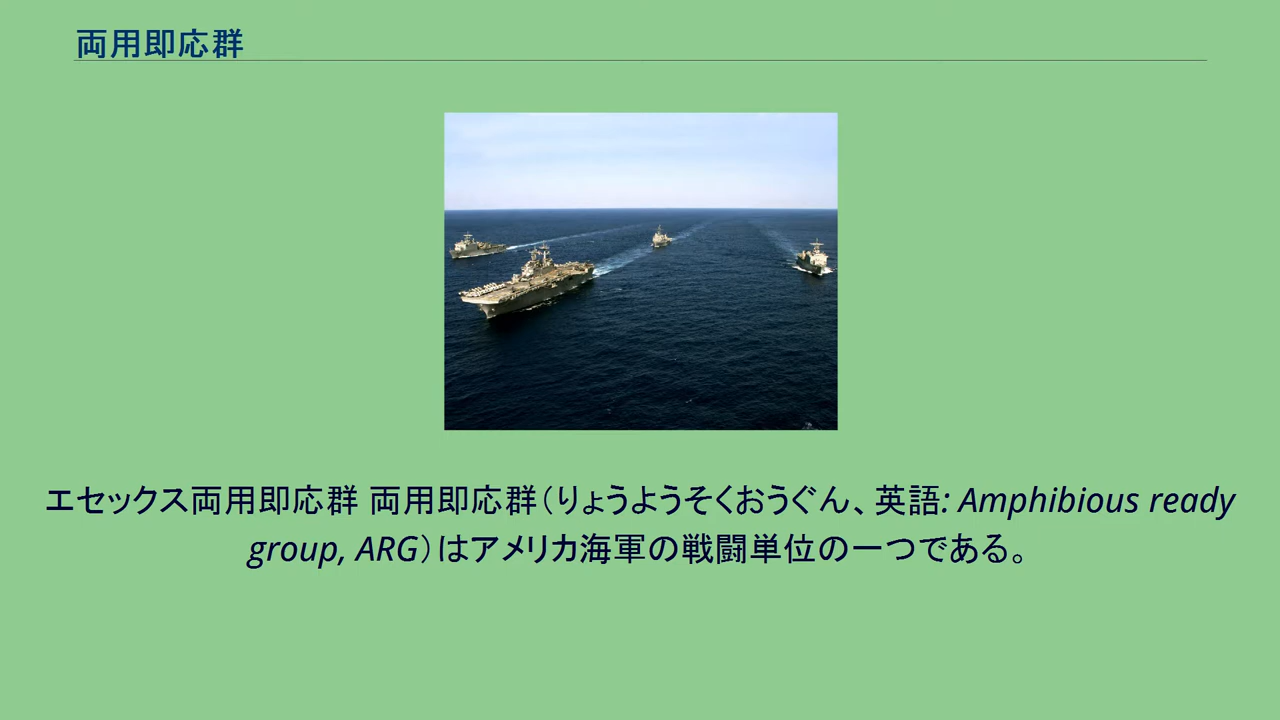 両用即応群
エセックス両用即応群 両用即応群（りょうようそくおうぐん、英語: Amphibious ready
group, ARG）はアメリカ海軍の戦闘単位の一つである。